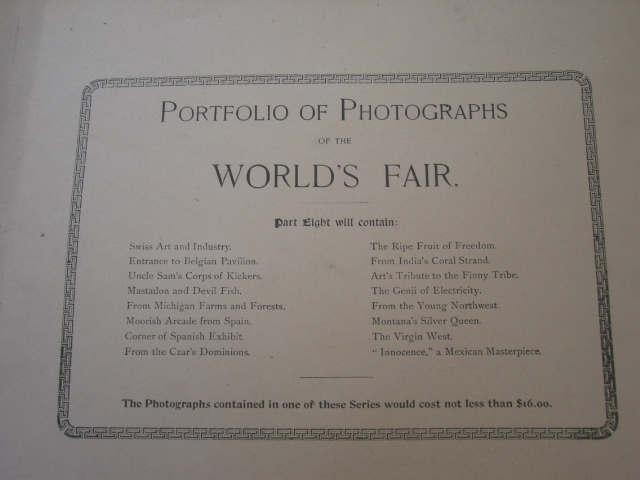 PORTFOLIO OF PHOTOGRAPHS
OF THE
WORLD'S FAIR.
Part Eight will contain:
Swiss Art and Industry.
Entrance to Belgian Pavilion.
Uncle Sam's Corps of Kickers.
Mastadon and Devil Fish.
From Michigan Farms and Forests.
Moorish Arcade from Spain.
Corner of Spanish Exhibit.
From the Czar's Dominions.
The Ripe Fruit of Freedom.
From India's Coral Strand.
Art's Tribute to the Finny Tribe.
The Genii of Electricity.
From the Young Northwest.
Montana's Silver Queen.
The Virgin West.
"Innocence," a Mexican Masterpiece.
The Photographs contained in one of these Series would cost not less than $16.00.